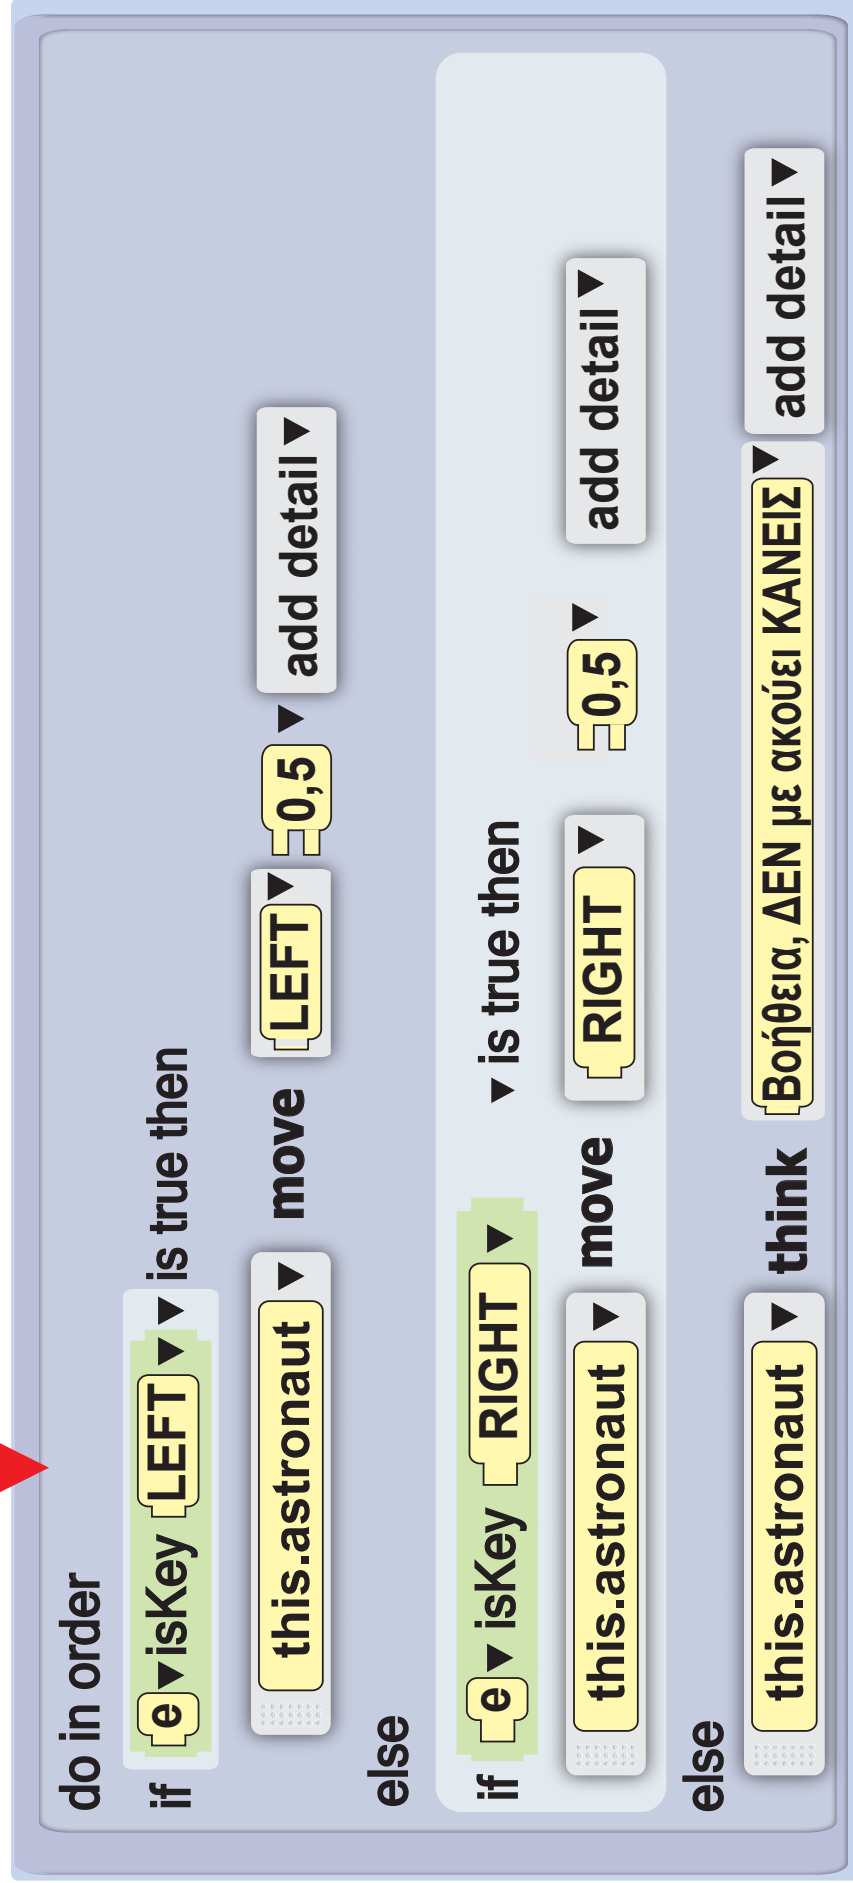 do in order
if e isKey LEFT is true then
this.astronaut move LEFT 0,5 add detail
else
if e isKey RIGHT is true then
this.astronaut move RIGHT 0,5 add detail
else
this.astronaut think Βοήθεια, ΔΕΝ με ακούει ΚΑΝΕΙΣ add detail